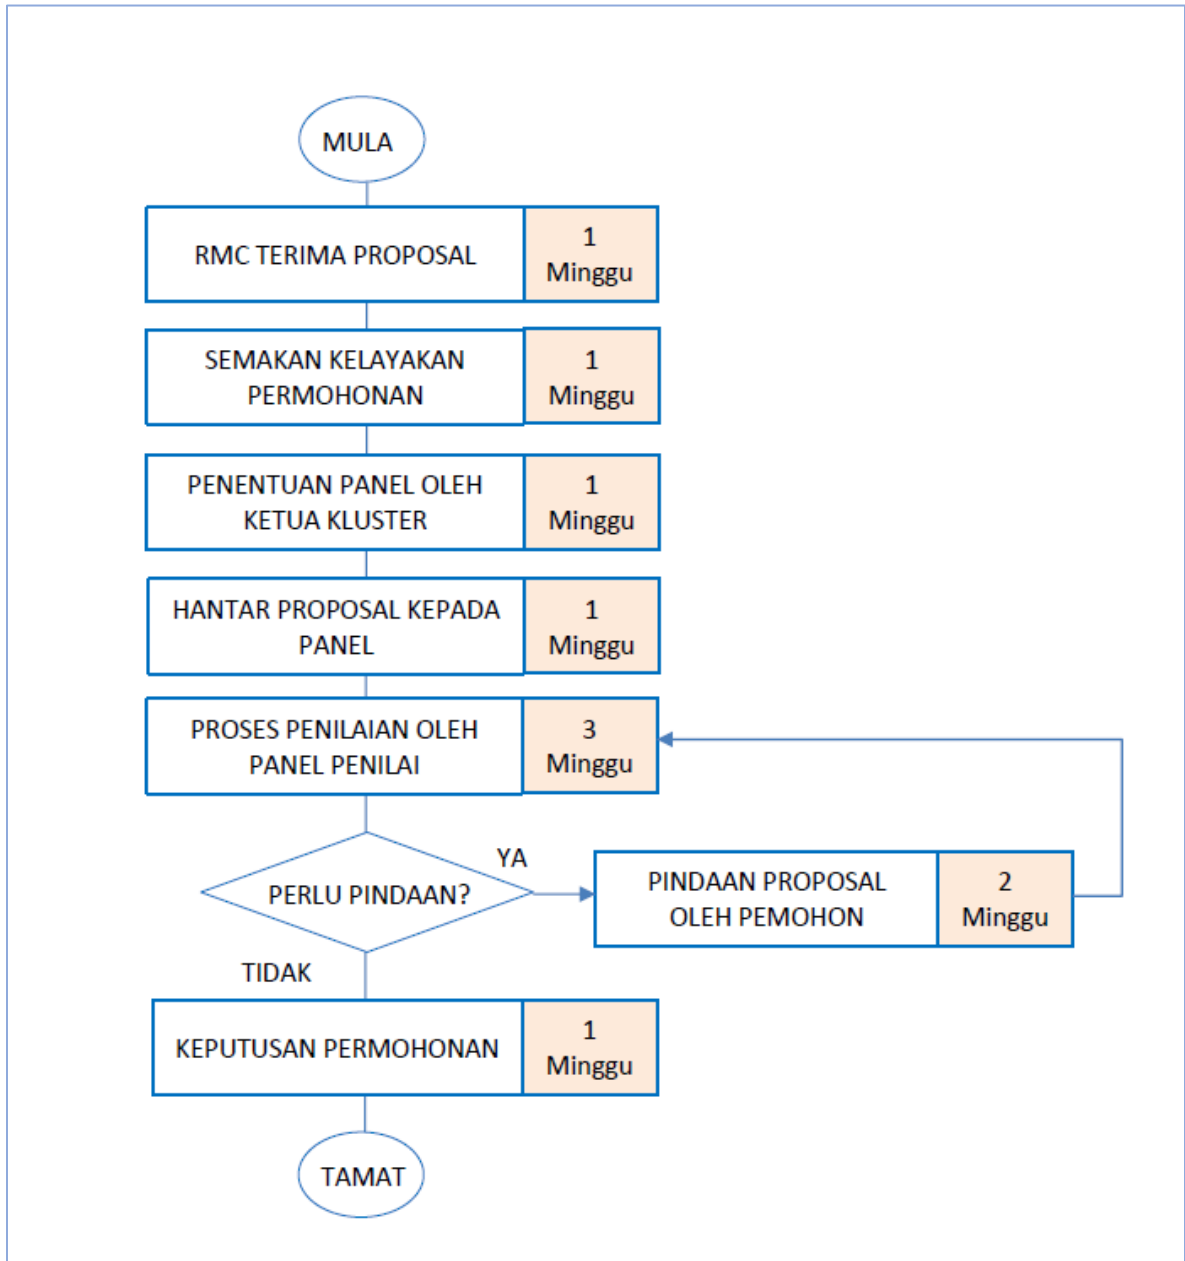 MULA
RMC TERIMA PROPOSAL
1
Minggu
SEMAKAN KELAYAKAN
PERMOHONAN
1
Minggu
PENENTUAN PANEL OLEH
KETUA KLUSTER
1
Minggu
HANTAR PROPOSAL KEPADA
PANEL
1
Minggu
PROSES PENILAIAN OLEH
PANEL PENILAI
3
Minggu
PERLU PINDAAN?
YA
PINDAAN PROPOSAL
OLEH PEMOHON
2
Minggu
TIDAK
KEPUTUSAN PERMOHONAN
1
Minggu
TAMAT